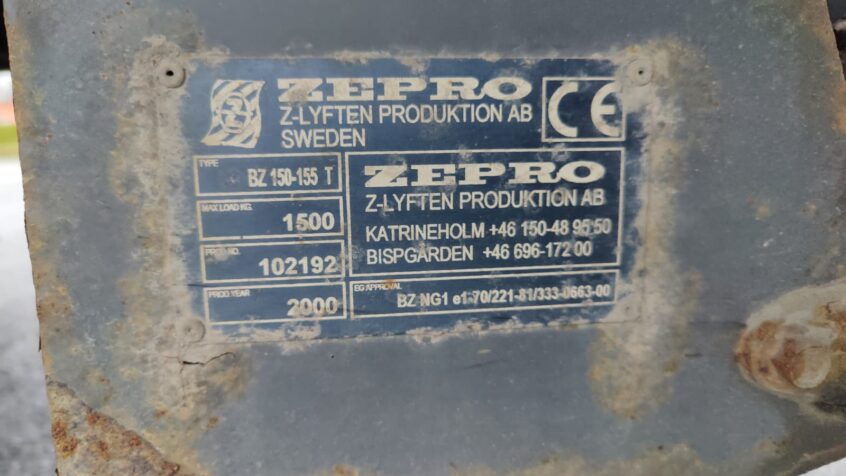 ZEPRO
Z-LYFTEN PRODUKTION AB
SWEDEN
CE
TYPE
BZ 150-155 T
MAX LOAD KG.
1500
PROD NO.
102192
PROD YEAR
2000
ZEPRO
Z-LYFTEN PRODUKTION AB
KATRINEHOLM +46 150-48 95 50
BISPGÅRDEN +46 696-172 00
EG APPROVAL
BZ NG1 e1-70/221-81/333-0663-00